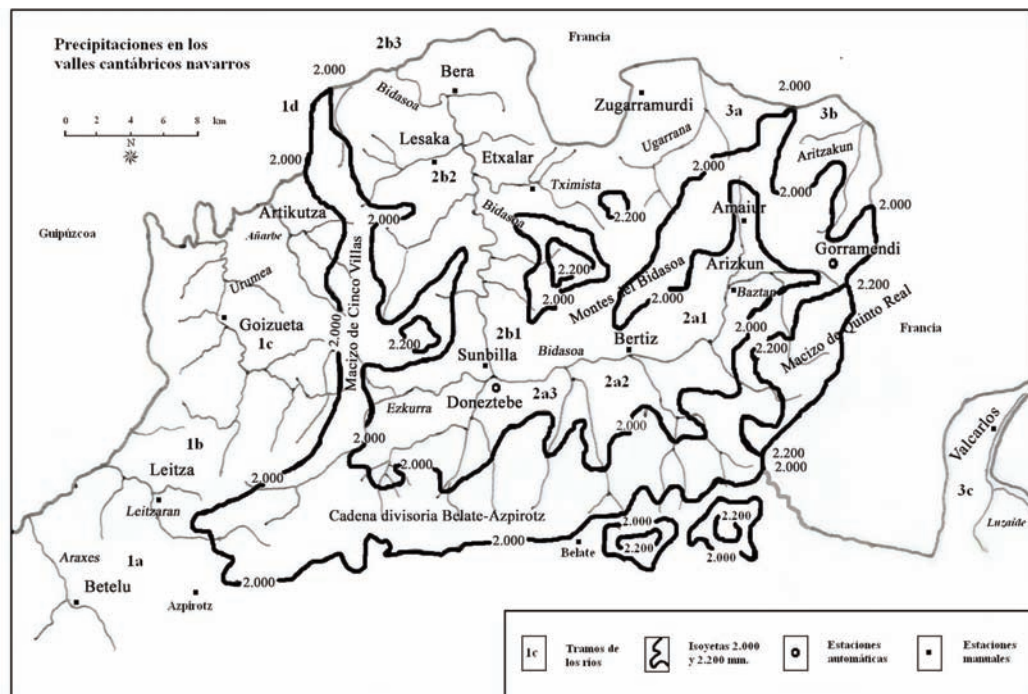 Precipitaciones en los
valles cantábricos navarros
0 4 8 km
N
2b3
Francia
2.000
Bera
Bidasoa
1d
Zugarramurdi
2.000
3a
3b
Ugarrana
Lesaka
Etxalar
Aritzakun
2.000
2b2
2.000
Tximista
2.000
Artikutza
2.000
Bidasoa
2.200
Amaiur
2.000
Guipúzcoa
Añarbe
Gorramendi
Urumea
2.200
Arizkun
2.200
Macizo de Cinco Villas
Montes del Bidasoa
Baztan
2.000
2.000
Goizueta
2.000
2b1
2a1
2.000
Macizo de Quinto Real
Francia
1c
2.200
Bertiz
2.200
Sunbilla
Bidasoa
2a2
Doneztebe
2a3
Ezkurra
2.000
Valcarlos
1b
2.000
2.200
Leitza
2.000
2.000
2.000
3c
Leitzaran
2.000
Cadena divisoria Belate-Azpirotz
2.000
2.200
Luzaide
Araxes
1a
2.000
Belate
2.200
2.000
2.000
Betelu
Azpirotz
1c
Tramos de
los ríos
Isoyetas 2.000
y 2.200 mm.
Estaciones
automáticas
Estaciones
manuales